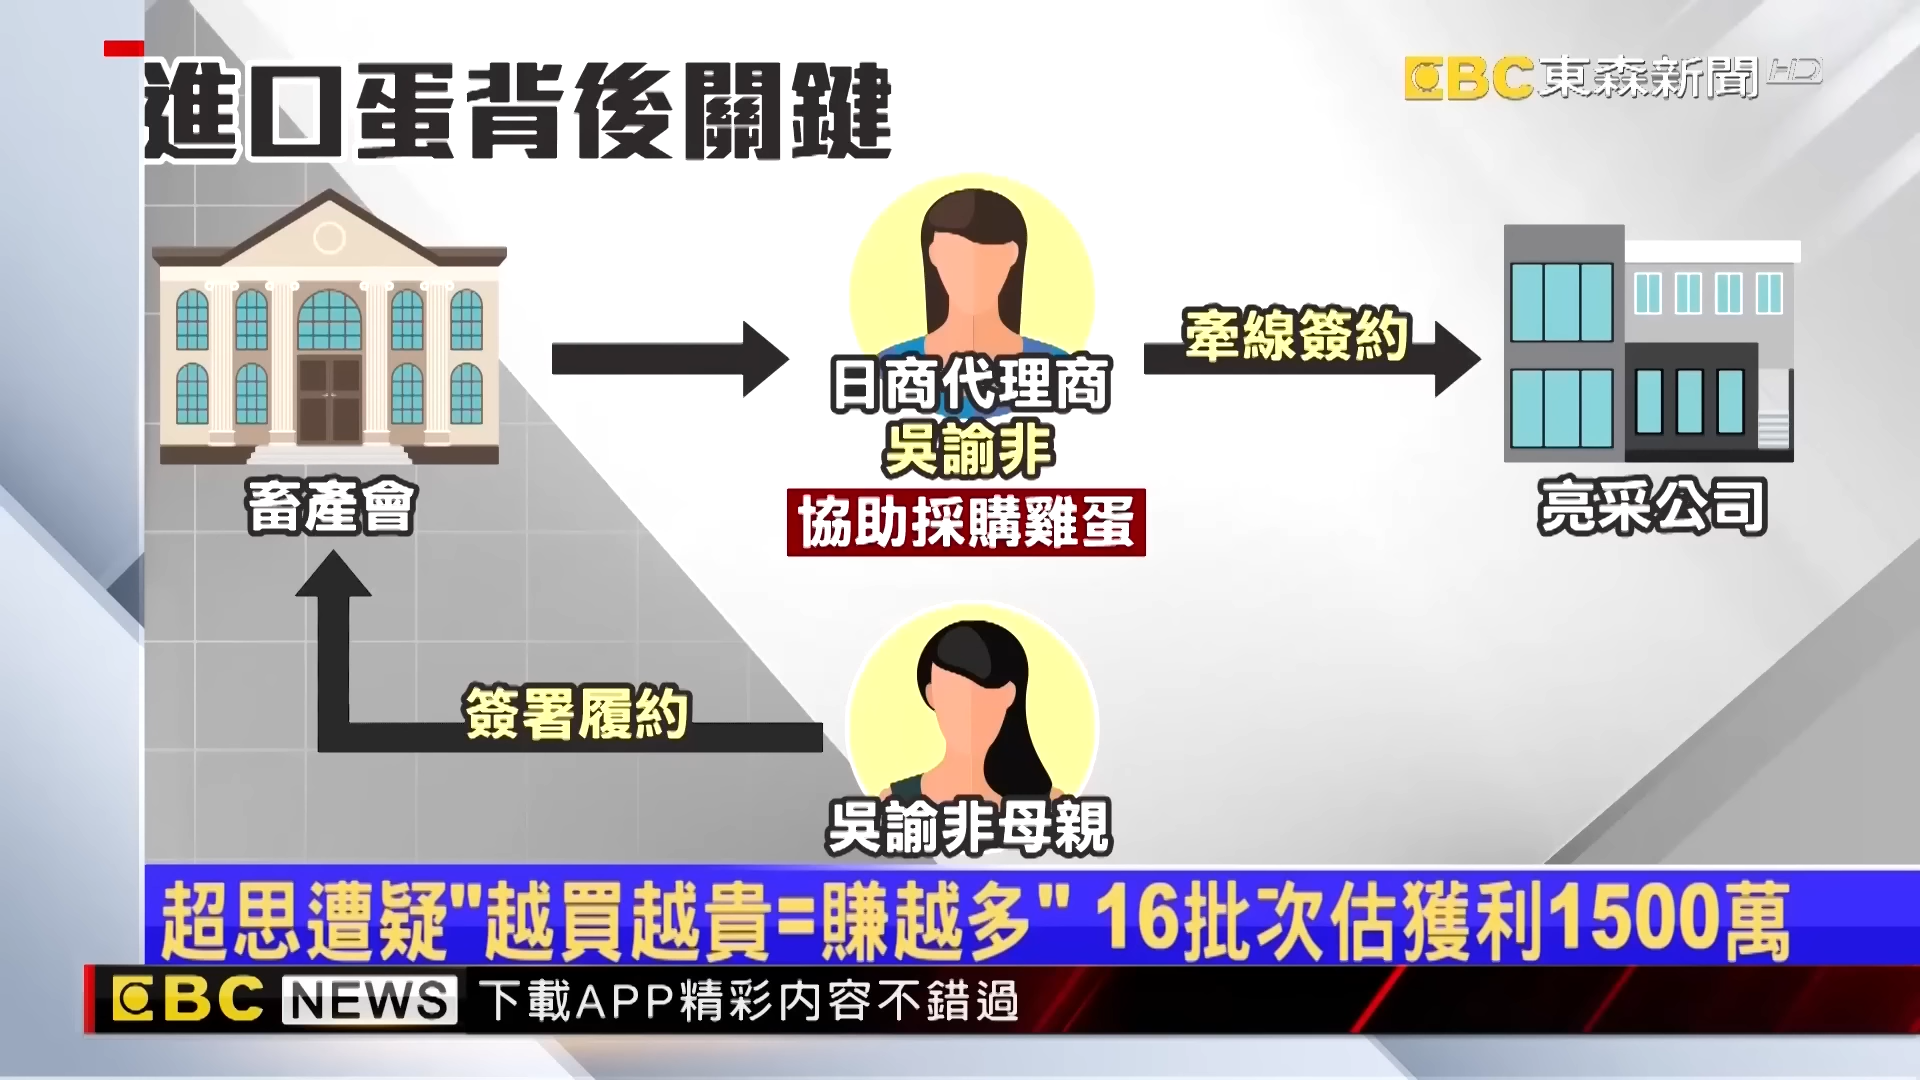 進口蛋背後關鍵
EBC東森新聞HD
牽線簽約
日商代理商
吳諭非
協助採購雞蛋
畜產會
亮采公司
簽署履約
吳諭非母親
超思遭疑"越買越貴=賺越多" 16批次估獲利1500萬
EBC NEWS 下載APP精彩內容不錯過